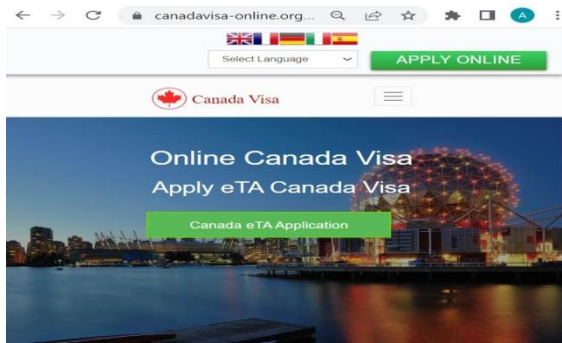 canadavisa-online.org...
A
Select Language
APPLY ONLINE
Canada Visa
Online Canada Visa
Apply eTA Canada Visa
Canada eTA Application